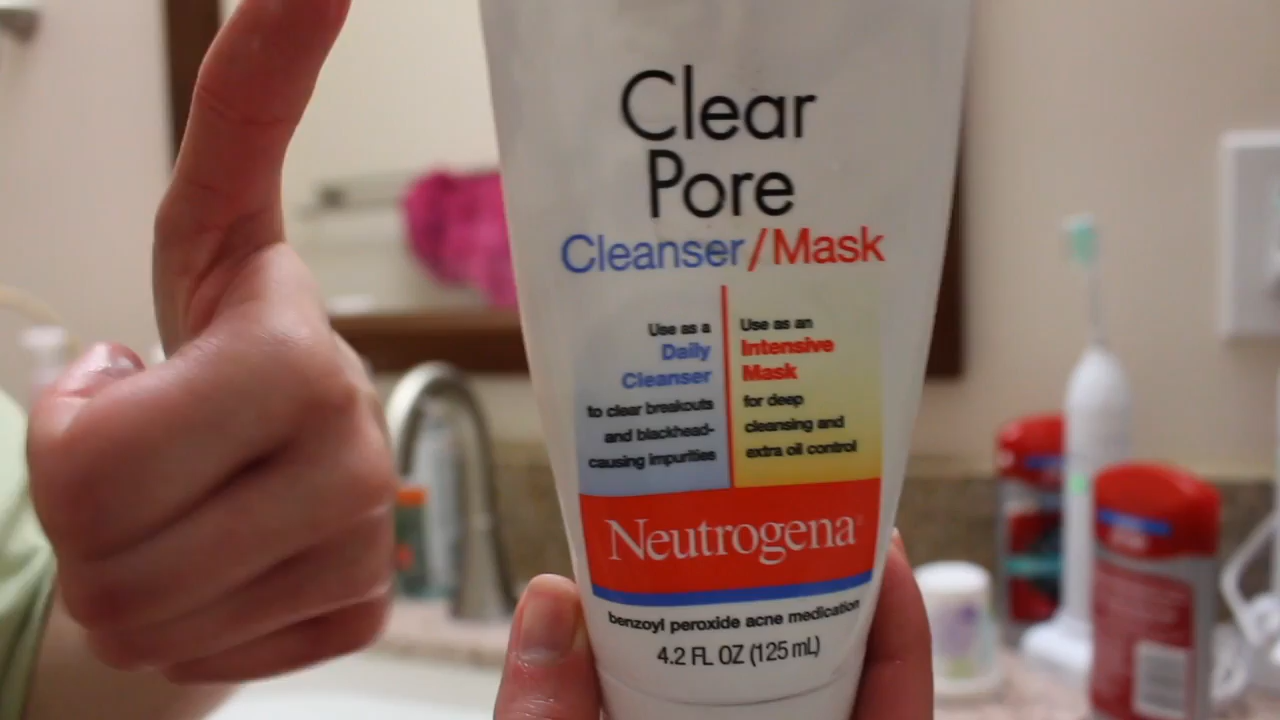 Clear
Pore
Cleanser/Mask
Use as a
Daily
Cleanser
to clear breakouts
and blackhead-
causing impurities
Use as an
Intensive
Mask
for deep
cleansing and
extra oil control
Neutrogena
benzoyl peroxide acne medication
4.2 FL OZ (125 mL)